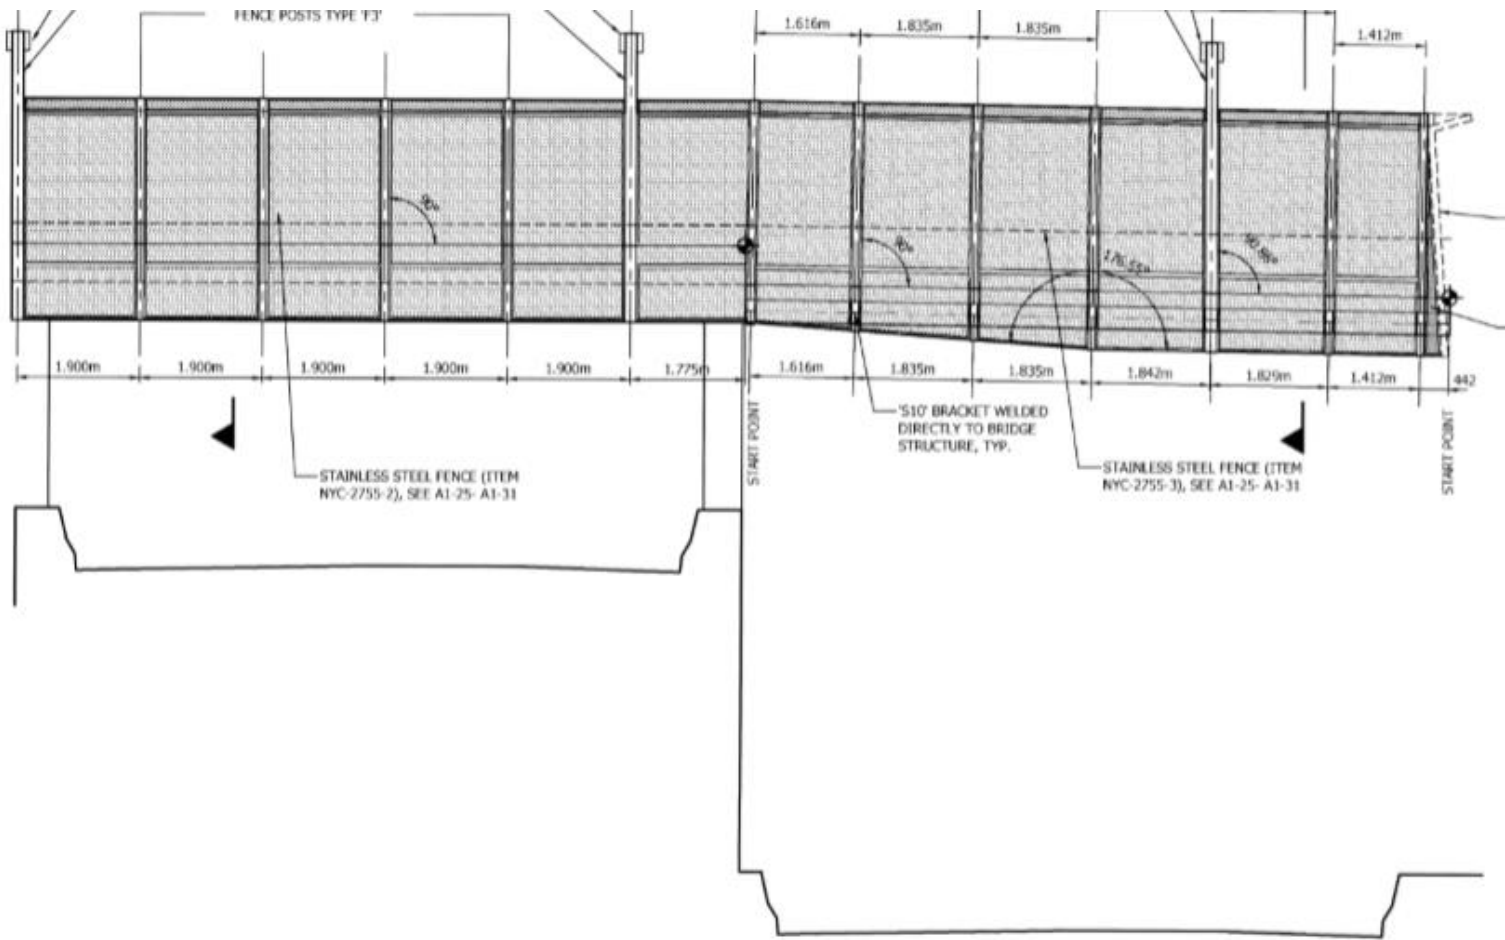 FENCE POSTS TYPE 'F3'
1.616m
1.835m
1.835m
1.412m
90°
90°
176.55°
90.86°
1.900m
1.900m
1.900m
1.900m
1.900m
1.775m
1.616m
1.835m
1.835m
1.842m
1.829m
1.412m
442
START POINT
'S10' BRACKET WELDED
DIRECTLY TO BRIDGE
STRUCTURE, TYP.
START POINT
STAINLESS STEEL FENCE (ITEM
NYC-2755-2), SEE A1-25- A1-31
STAINLESS STEEL FENCE (ITEM
NYC-2755-3), SEE A1-25- A1-31